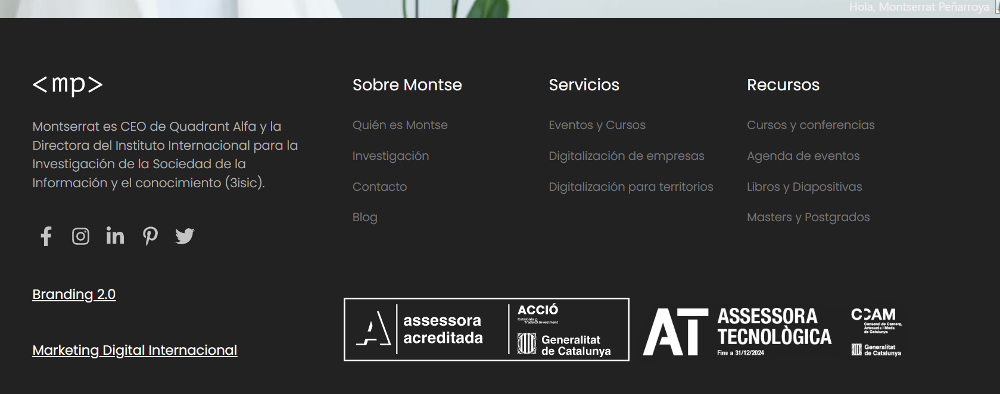 Hola, Montserrat Peñarroya
<mp>
Montserrat es CEO de Quadrant Alfa y la
Directora del Instituto Internacional para la
Investigación de la Sociedad de la
Información y el conocimiento (3isic).
Branding 2.0
Marketing Digital Internacional
Sobre Montse
Quién es Montse
Investigación
Contacto
Blog
Servicios
Eventos y Cursos
Digitalización de empresas
Digitalización para territorios
Recursos
Cursos y conferencias
Agenda de eventos
Libros y Diapositivas
Masters y Postgrados
A
assessora
acreditada
ACCIÓ
Catalonia
Trade&Investment
Generalitat
de Catalunya
AT
ASSESSORA
TECNOLÒGICA
Fins a 31/12/2024
CCAM
Consorci de Comerç,
Artesania i Moda
de Catalunya
Generalitat
de Catalunya